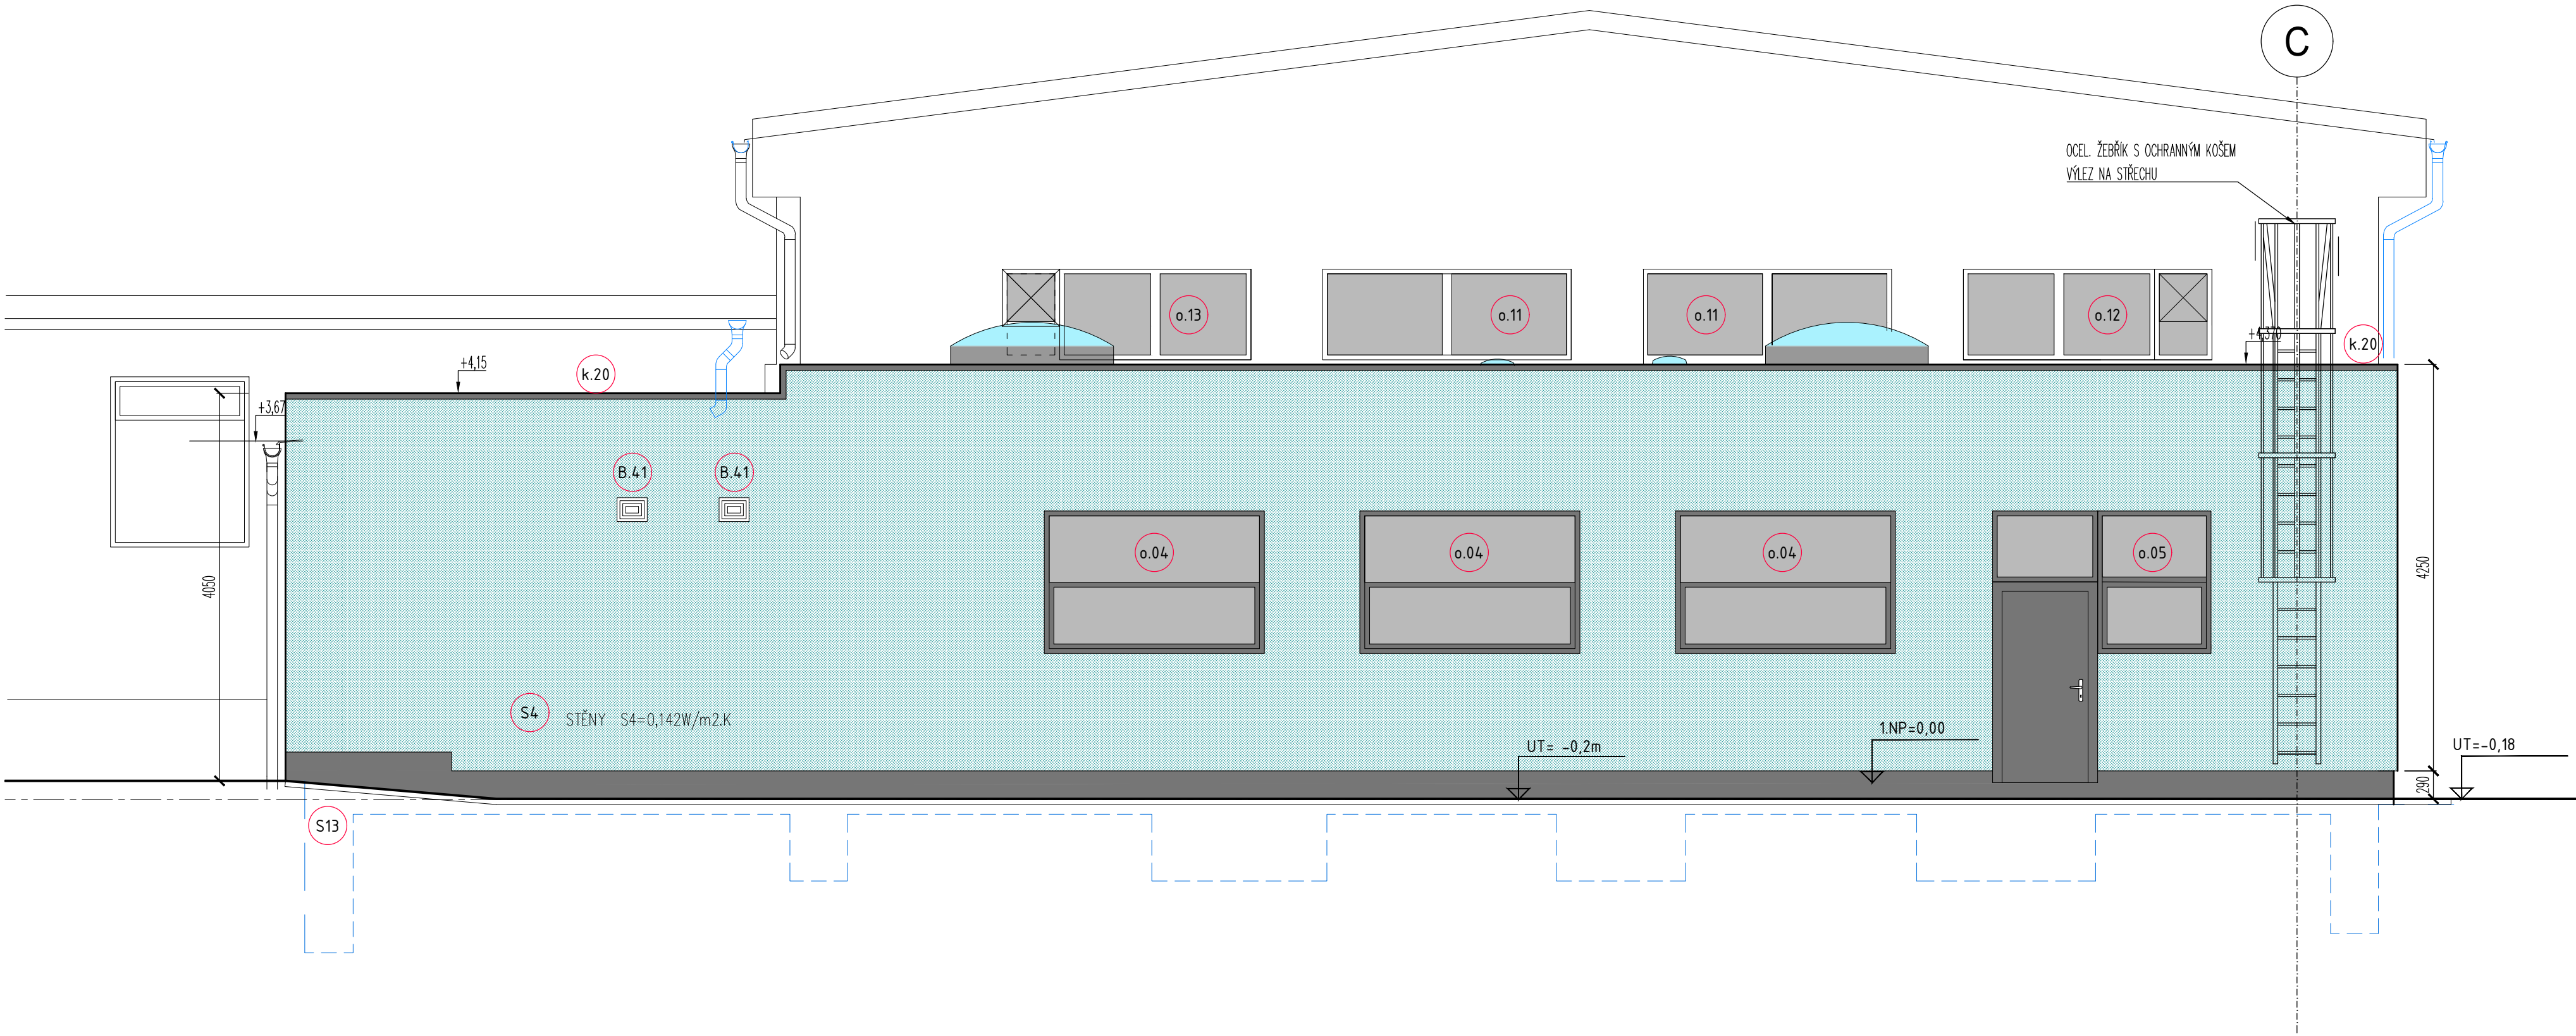 C
OCEL. ŽEBŘÍK S OCHRANNÝM KOŠEM
VÝLEZ NA STŘECHU
o.13
o.11
o.11
o.12
+4,370
k.20
+4,15
k.20
+3,67
B.41
B.41
o.04
o.04
o.04
o.05
4050
4250
S4
STĚNY S4=0,142W/m2.K
1.NP=0,00
UT= -0,2m
UT=-0,18
290
S13